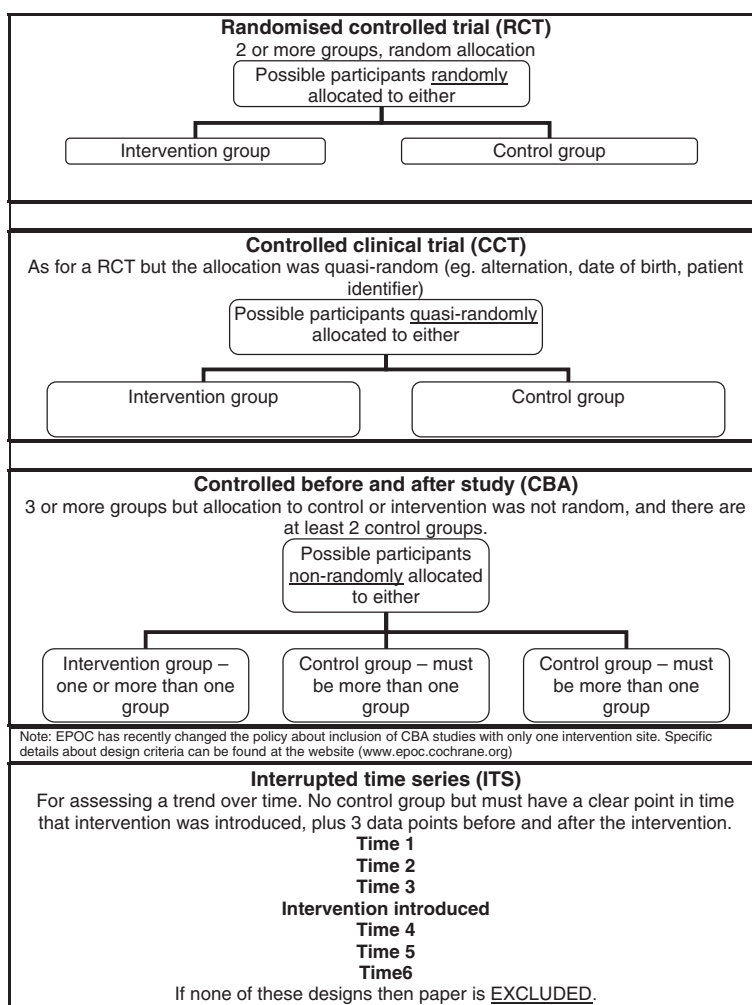 Randomised controlled trial (RCT)
2 or more groups, random allocation
Possible participants randomly
allocated to either
Intervention group
Control group
Controlled clinical trial (CCT)
As for a RCT but the allocation was quasi-random (eg. alternation, date of birth, patient
identifier)
Possible participants quasi-randomly
allocated to either
Intervention group
Control group
Controlled before and after study (CBA)
3 or more groups but allocation to control or intervention was not random, and there are
at least 2 control groups.
Possible participants
non-randomly allocated
to either
Intervention group –
one or more than one
group
Control group – must
be more than one
group
Control group – must
be more than one
group
Note: EPOC has recently changed the policy about inclusion of CBA studies with only one intervention site. Specific
details about design criteria can be found at the website (www.epoc.cochrane.org)
Interrupted time series (ITS)
For assessing a trend over time. No control group but must have a clear point in time
that intervention was introduced, plus 3 data points before and after the intervention.
Time 1
Time 2
Time 3
Intervention introduced
Time 4
Time 5
Time6
If none of these designs then paper is EXCLUDED.